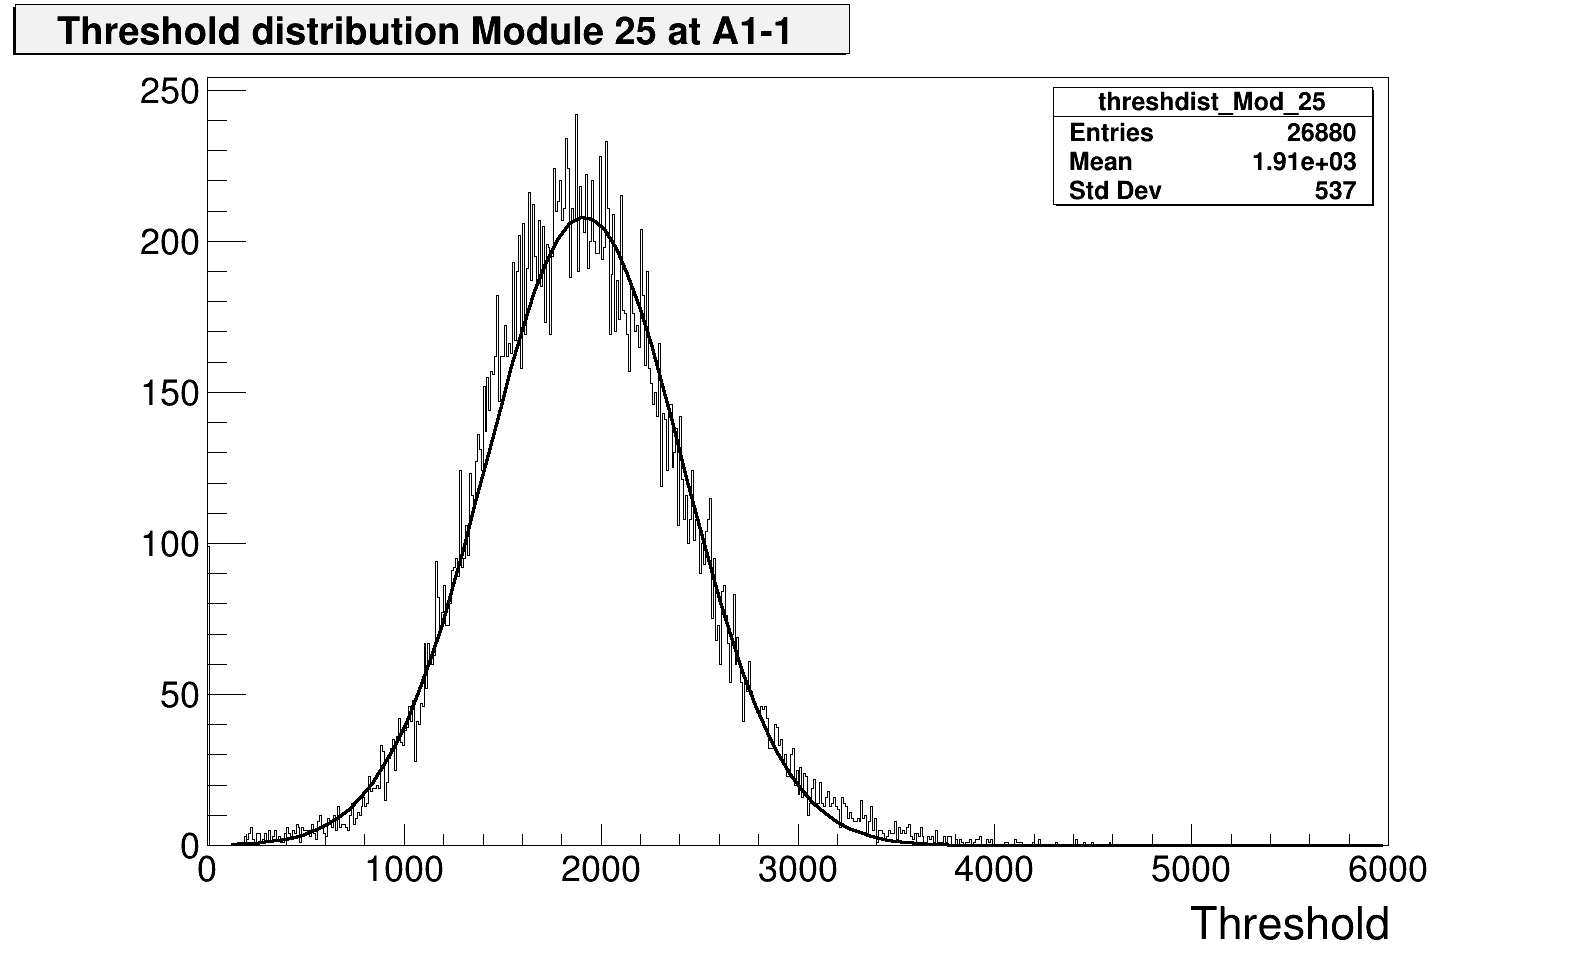 Threshold distribution Module 25 at A1-1
threshdist_Mod_25
Entries 26880
Mean 1.91e+03
Std Dev 537
250
200
150
100
50
0
0 1000 2000 3000 4000 5000 6000
Threshold